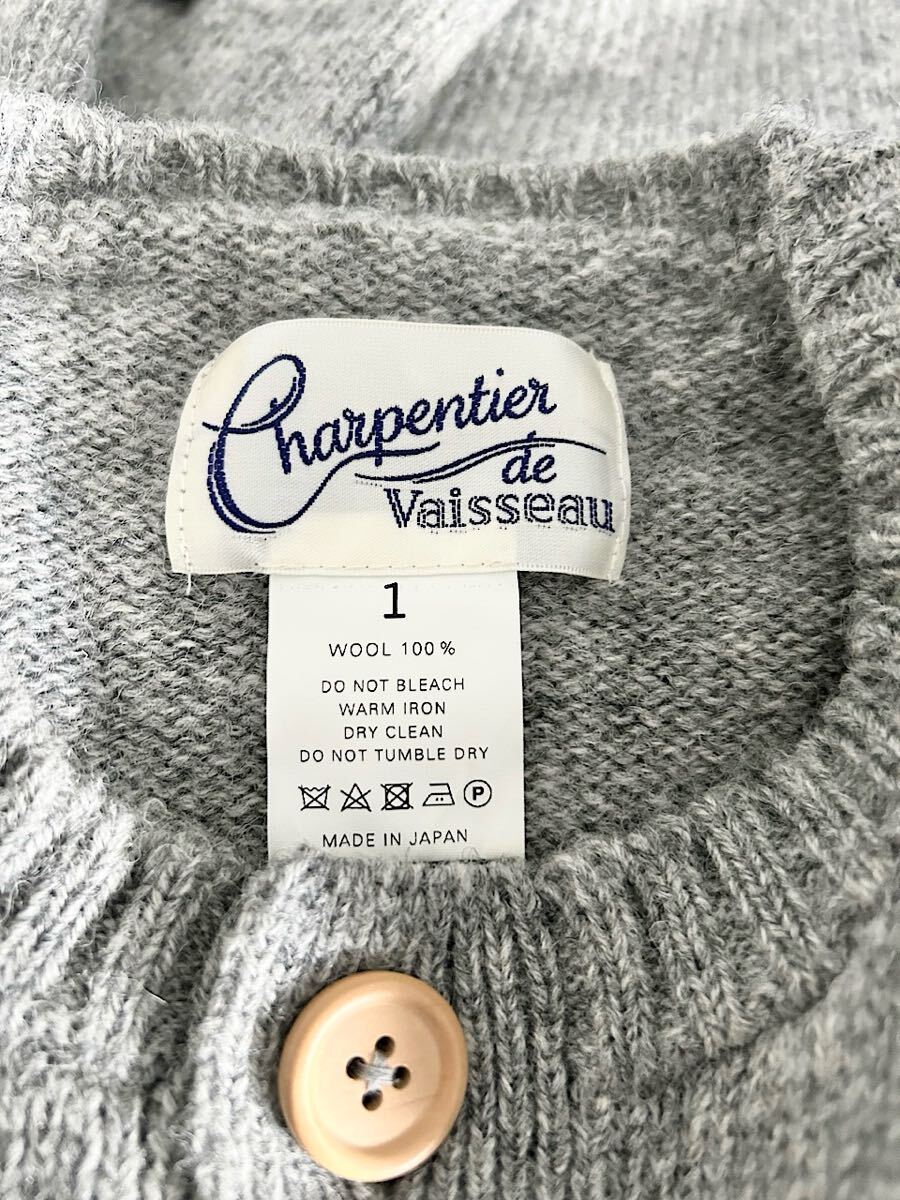 Charpentier
de
Vaisseau
1
WOOL 100%
DO NOT BLEACH
WARM IRON
DRY CLEAN
DO NOT TUMBLE DRY
P
MADE IN JAPAN